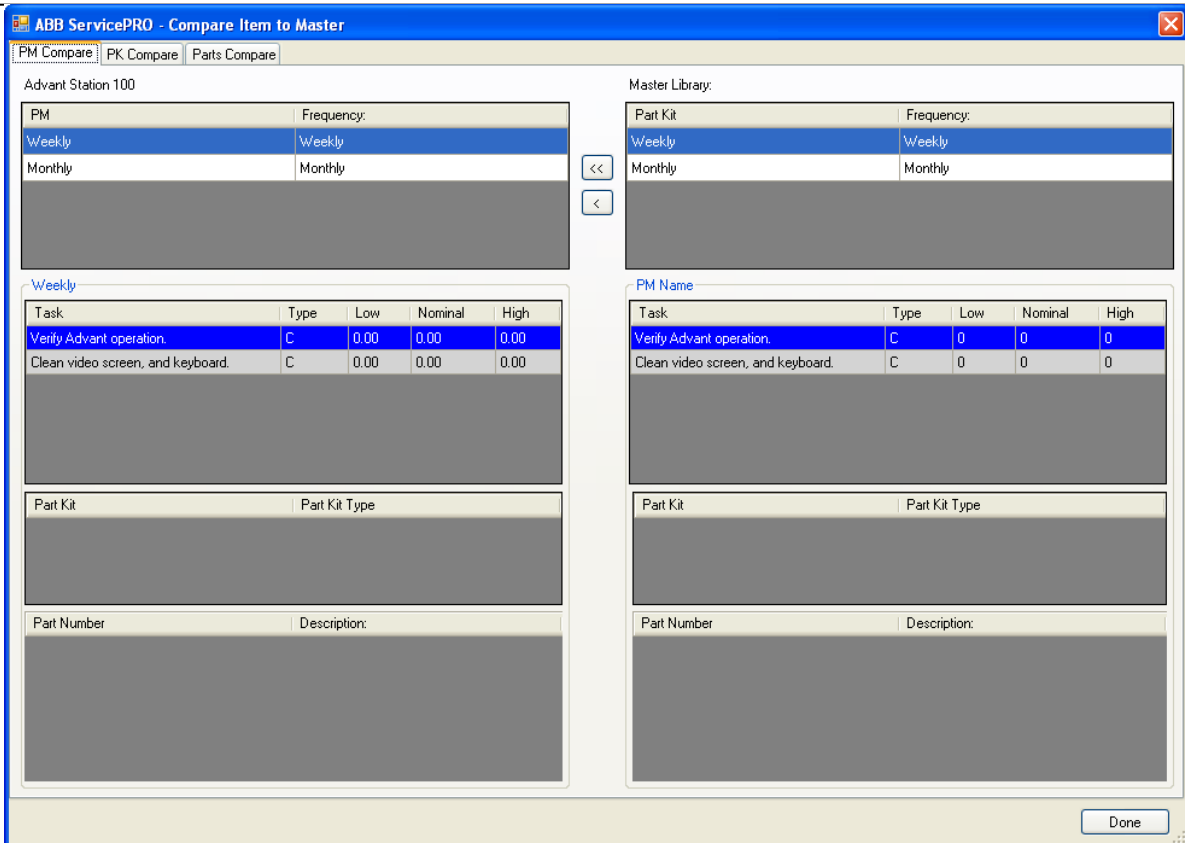 ABB ServicePRO - Compare Item to Master
PM Compare PK Compare Parts Compare
Advant Station 100
PM Frequency:
Weekly Weekly
Monthly Monthly
<<
<
Master Library:
Part Kit Frequency:
Weekly Weekly
Monthly Monthly
Weekly
Task Type Low Nominal High
Verify Advant operation. C 0.00 0.00 0.00
Clean video screen, and keyboard. C 0.00 0.00 0.00
Part Kit Part Kit Type
Part Number Description:
PM Name
Task Type Low Nominal High
Verify Advant operation. C 0 0 0
Clean video screen, and keyboard. C 0 0 0
Part Kit Part Kit Type
Part Number Description:
Done